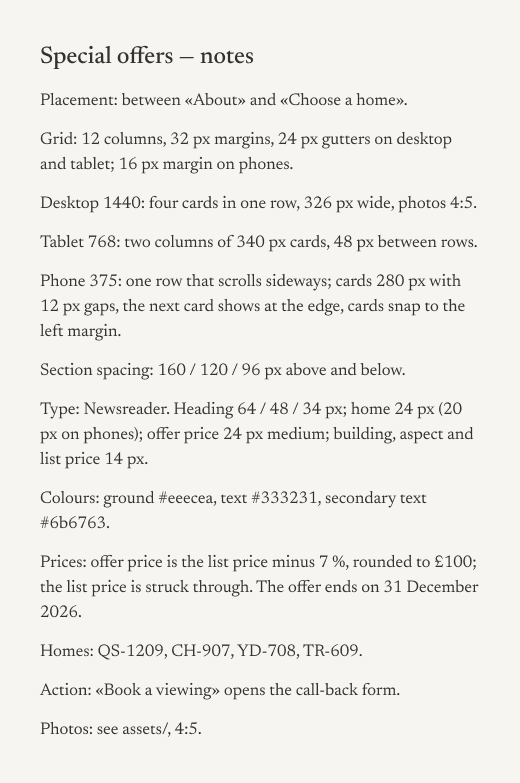 Special offers — notes
Placement: between «About» and «Choose a home».
Grid: 12 columns, 32 px margins, 24 px gutters on desktop
and tablet; 16 px margin on phones.
Desktop 1440: four cards in one row, 326 px wide, photos 4:5.
Tablet 768: two columns of 340 px cards, 48 px between rows.
Phone 375: one row that scrolls sideways; cards 280 px with
12 px gaps, the next card shows at the edge, cards snap to the
left margin.
Section spacing: 160 / 120 / 96 px above and below.
Type: Newsreader. Heading 64 / 48 / 34 px; home 24 px (20
px on phones); offer price 24 px medium; building, aspect and
list price 14 px.
Colours: ground #eeecea, text #333231, secondary text
#6b6763.
Prices: offer price is the list price minus 7 %, rounded to £100;
the list price is struck through. The offer ends on 31 December
2026.
Homes: QS-1209, CH-907, YD-708, TR-609.
Action: «Book a viewing» opens the call-back form.
Photos: see assets/, 4:5.